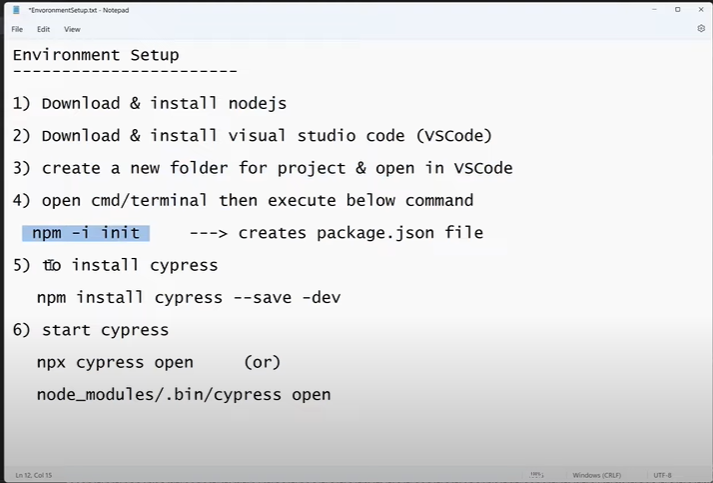 *EnvoronmentSetup.txt - Notepad
File Edit View
Environment Setup
-----------------------
1) Download & install nodejs
2) Download & install visual studio code (VSCode)
3) create a new folder for project & open in VSCode
4) open cmd/terminal then execute below command
npm -i init ---> creates package.json file
5) to install cypress
npm install cypress --save -dev
6) start cypress
npx cypress open (or)
node_modules/.bin/cypress open
Ln 12, Col 15 100% Windows (CRLF) UTF-8